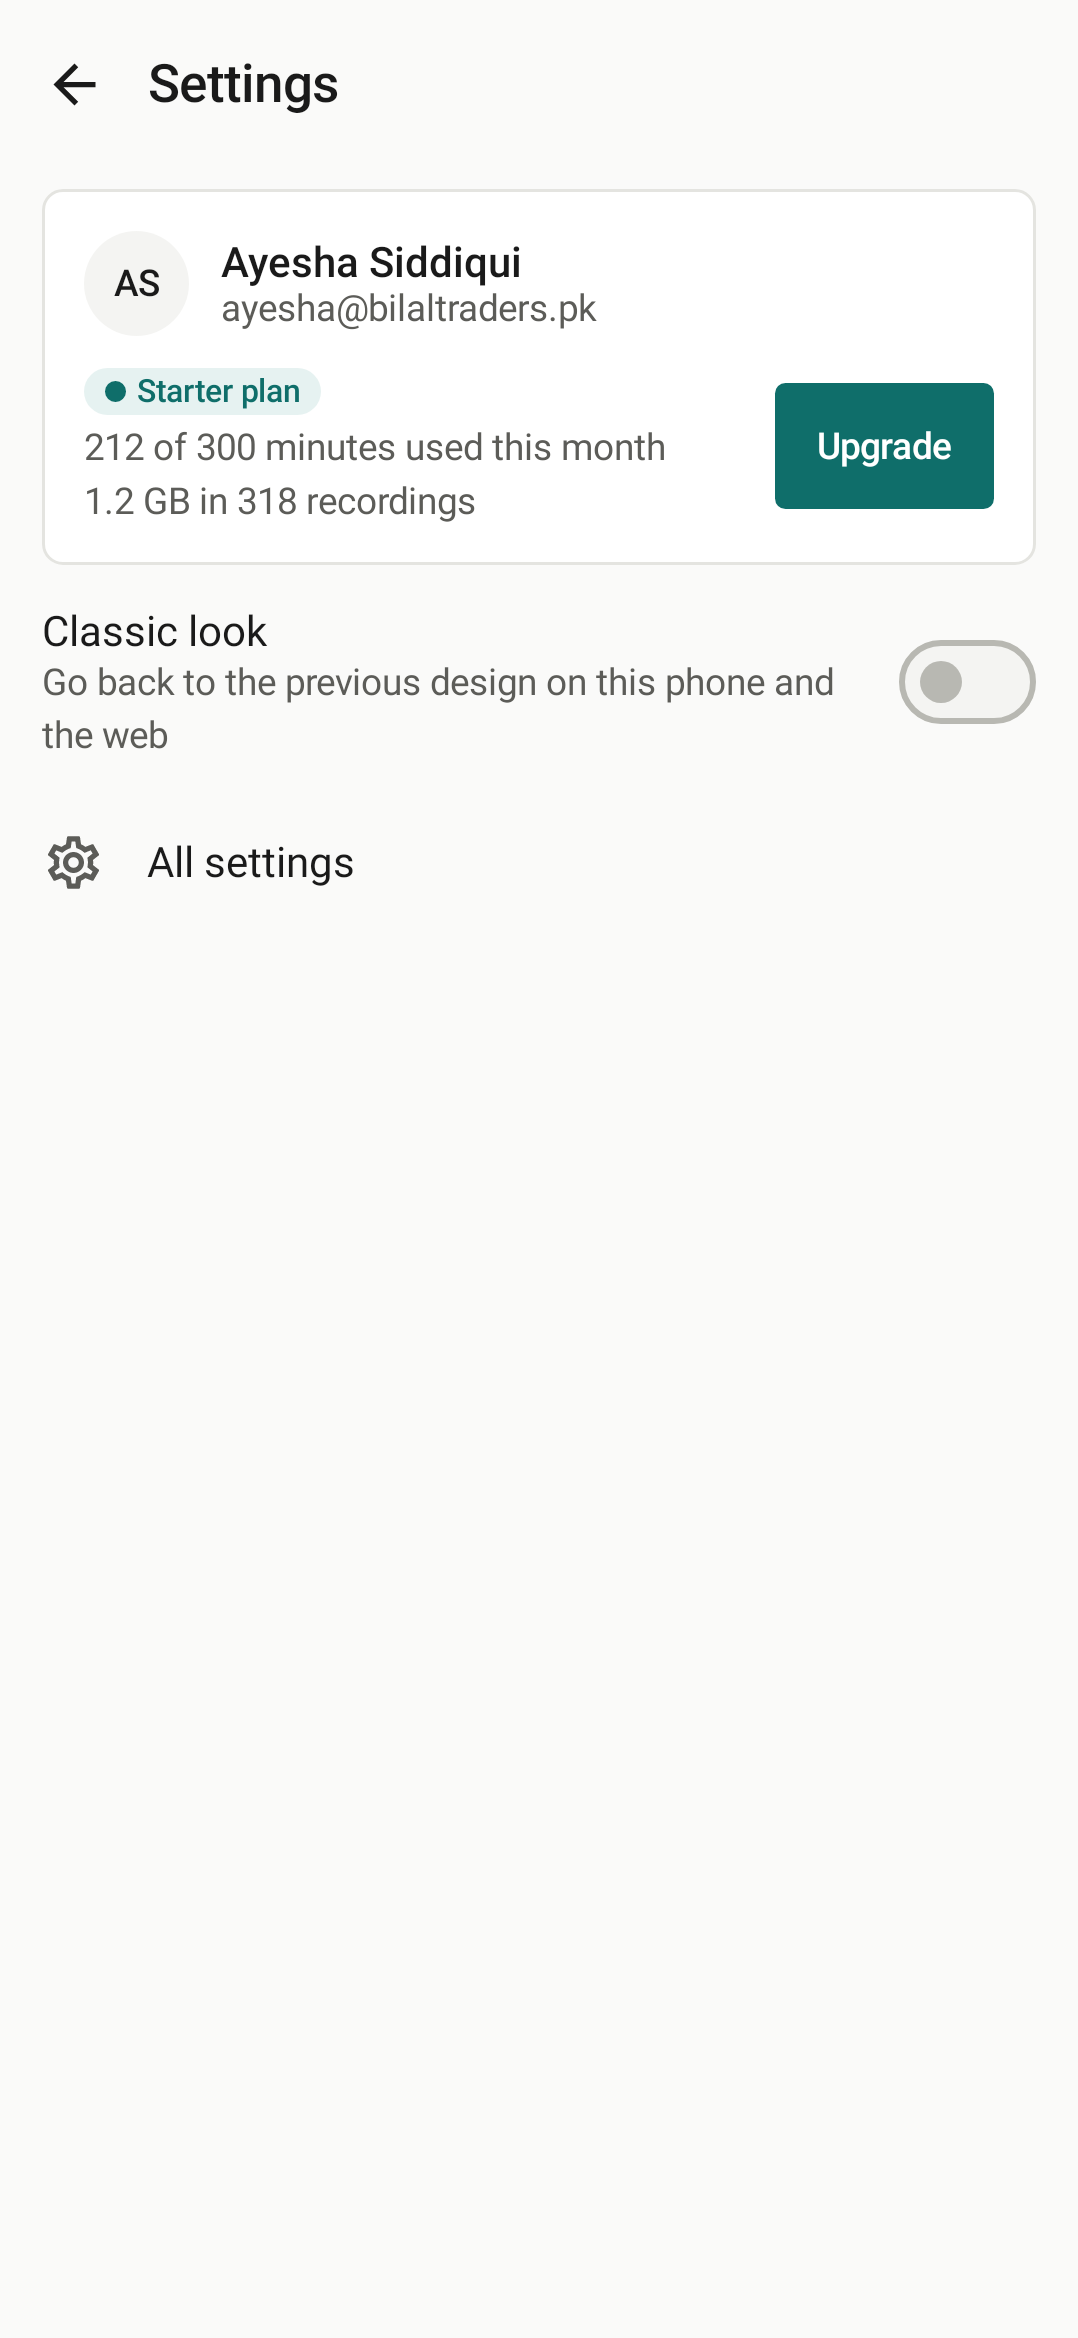 Settings
AS
Ayesha Siddiqui
ayesha@bilaltraders.pk
Starter plan
212 of 300 minutes used this month
1.2 GB in 318 recordings
Upgrade
Classic look
Go back to the previous design on this phone and
the web
All settings